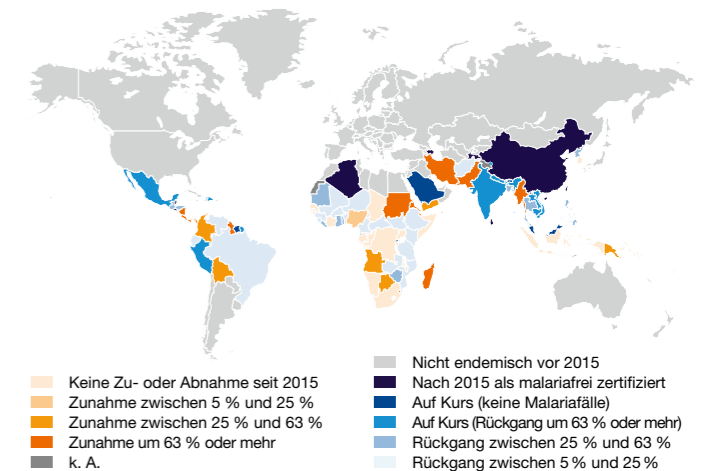 Keine Zu- oder Abnahme seit 2015
Zunahme zwischen 5 % und 25 %
Zunahme zwischen 25 % und 63 %
Zunahme um 63 % oder mehr
k. A.
Nicht endemisch vor 2015
Nach 2015 als malariafrei zertifiziert
Auf Kurs (keine Malariafälle)
Auf Kurs (Rückgang um 63 % oder mehr)
Rückgang zwischen 25 % und 63 %
Rückgang zwischen 5 % und 25 %